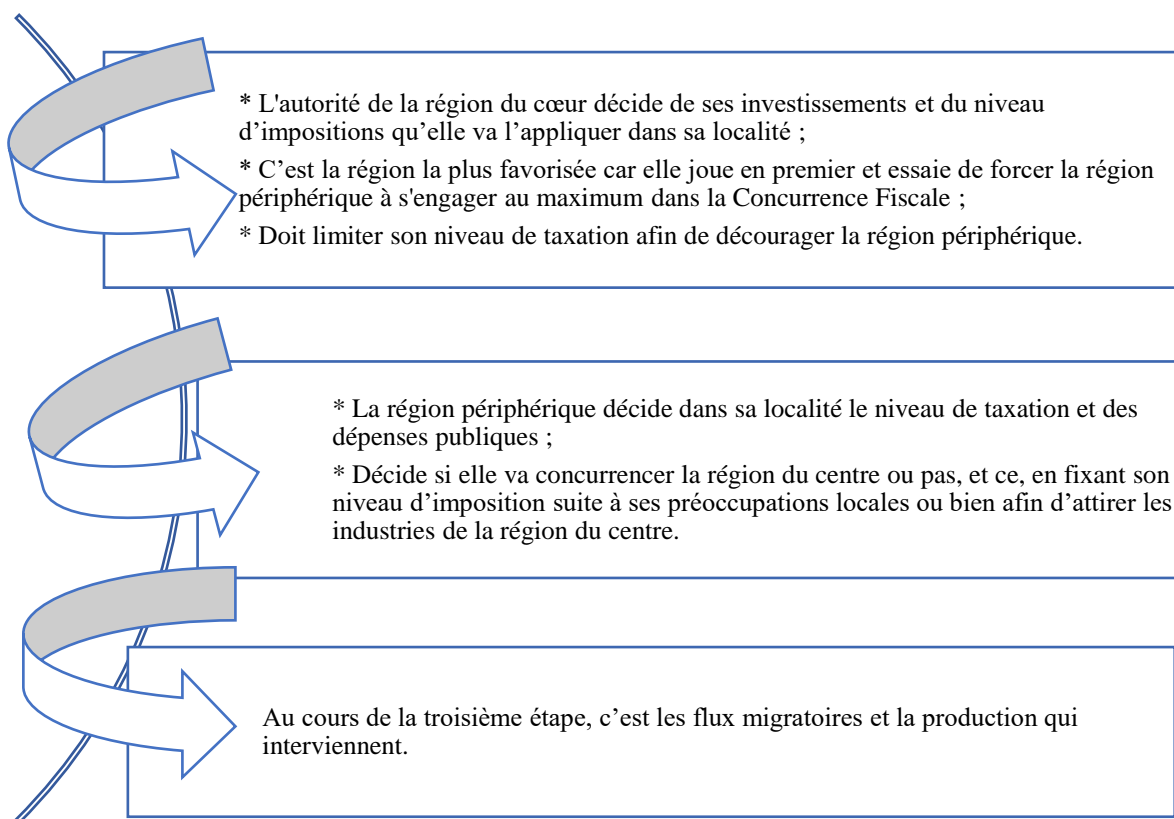 * L'autorité de la région du cœur décide de ses investissements et du niveau
d’impositions qu’elle va l’appliquer dans sa localité ;
* C’est la région la plus favorisée car elle joue en premier et essaie de forcer la région
périphérique à s'engager au maximum dans la Concurrence Fiscale ;
* Doit limiter son niveau de taxation afin de décourager la région périphérique.
* La région périphérique décide dans sa localité le niveau de taxation et des
dépenses publiques ;
* Décide si elle va concurrencer la région du centre ou pas, et ce, en fixant son
niveau d’imposition suite à ses préoccupations locales ou bien afin d’attirer les
industries de la région du centre.
Au cours de la troisième étape, c’est les flux migratoires et la production qui
interviennent.